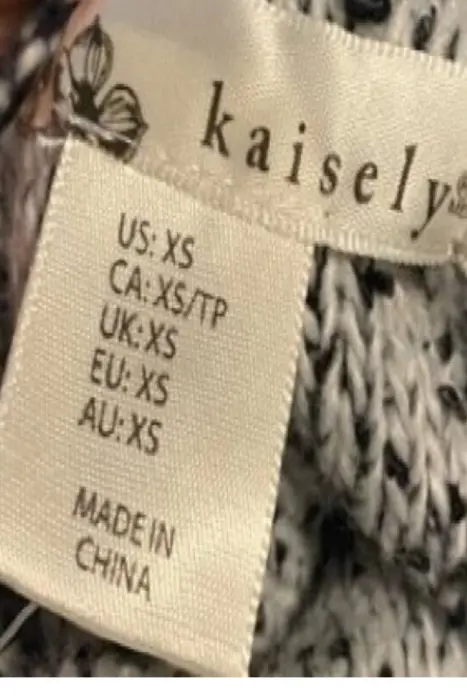 kaisely
US: XS
CA: XS/TP
UK: XS
EU: XS
AU: XS
MADE IN
CHINA